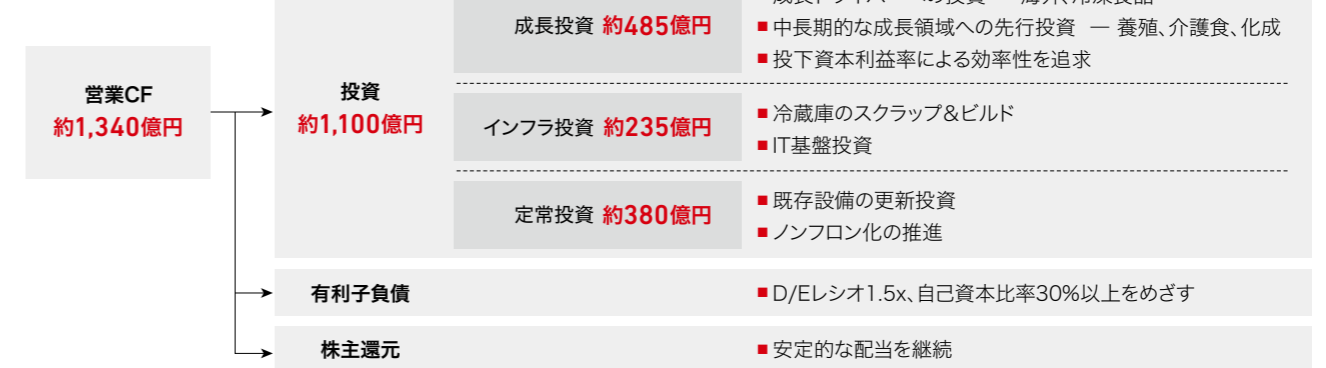 成長投資 約485億円
■中長期的な成長領域への先行投資 ― 養殖、介護食、化成
■投下資本利益率による効率性を追求
営業CF
約1,340億円
投資
約1,100億円
インフラ投資 約235億円
■冷蔵庫のスクラップ&ビルド
■IT基盤投資
定常投資 約380億円
■既存設備の更新投資
■ノンフロン化の推進
有利子負債
■D/Eレシオ1.5x、自己資本比率30%以上をめざす
株主還元
■安定的な配当を継続